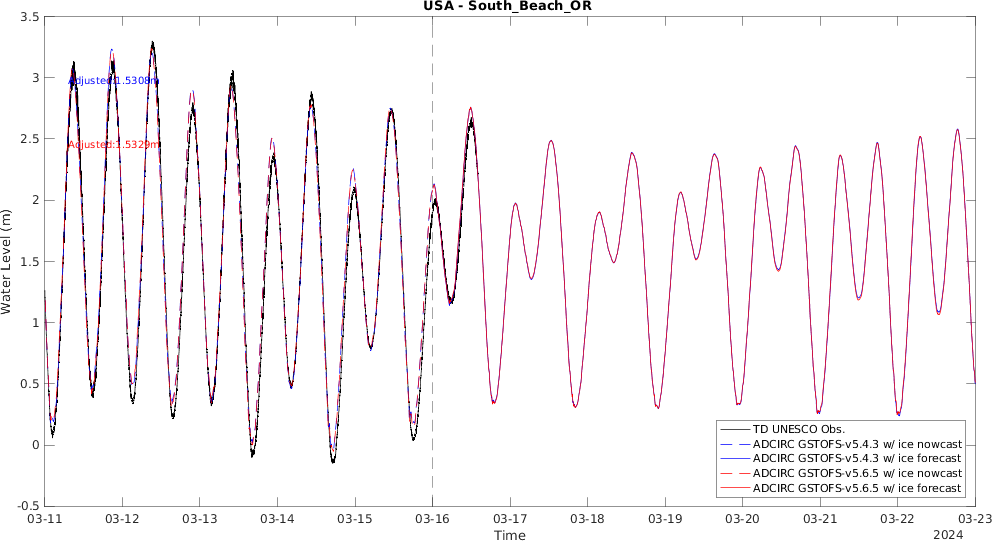 USA - South_Beach_OR
3.5
3
2.5
2
1.5
1
0.5
0
-0.5
Water Level (m)
Adjusted:1.5308m
Adjusted:1.5329m
TD UNESCO Obs.
ADCIRC GSTOFS-v5.4.3 w/ ice nowcast
ADCIRC GSTOFS-v5.4.3 w/ ice forecast
ADCIRC GSTOFS-v5.6.5 w/ ice nowcast
ADCIRC GSTOFS-v5.6.5 w/ ice forecast
03-11 03-12 03-13 03-14 03-15 03-16 03-17 03-18 03-19 03-20 03-21 03-22 03-23
Time
2024